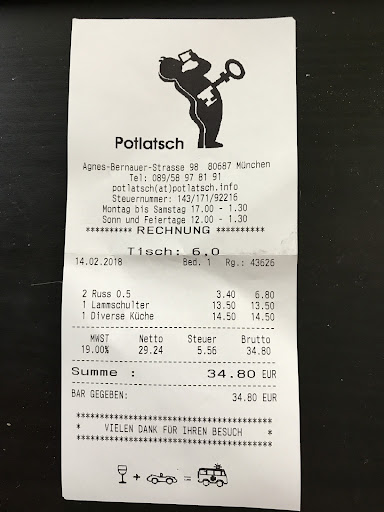 Potlatsch
Agnes-Bernauer-Strasse 98 80687 München
Tel: 089/58 97 81 91
potlatsch(at)potlatsch.info
Steuernummer: 143/171/92216
Montag bis Samstag 17.00 - 1.30
Sonn und Feiertage 12.00 - 1.30
********** RECHNUNG **********
Tisch: 6.0
14.02.2018 Bed. 1 Rg.: 43626
2 Russ 0.5 3.40 6.80
1 Lammschulter 13.50 13.50
1 Diverse Küche 14.50 14.50
MWST Netto Steuer Brutto
19.00% 29.24 5.56 34.80
Summe : 34.80 EUR
BAR GEGEBEN: 34.80 EUR
****************************************
* VIELEN DANK FÜR IHREN BESUCH *
****************************************
+ =